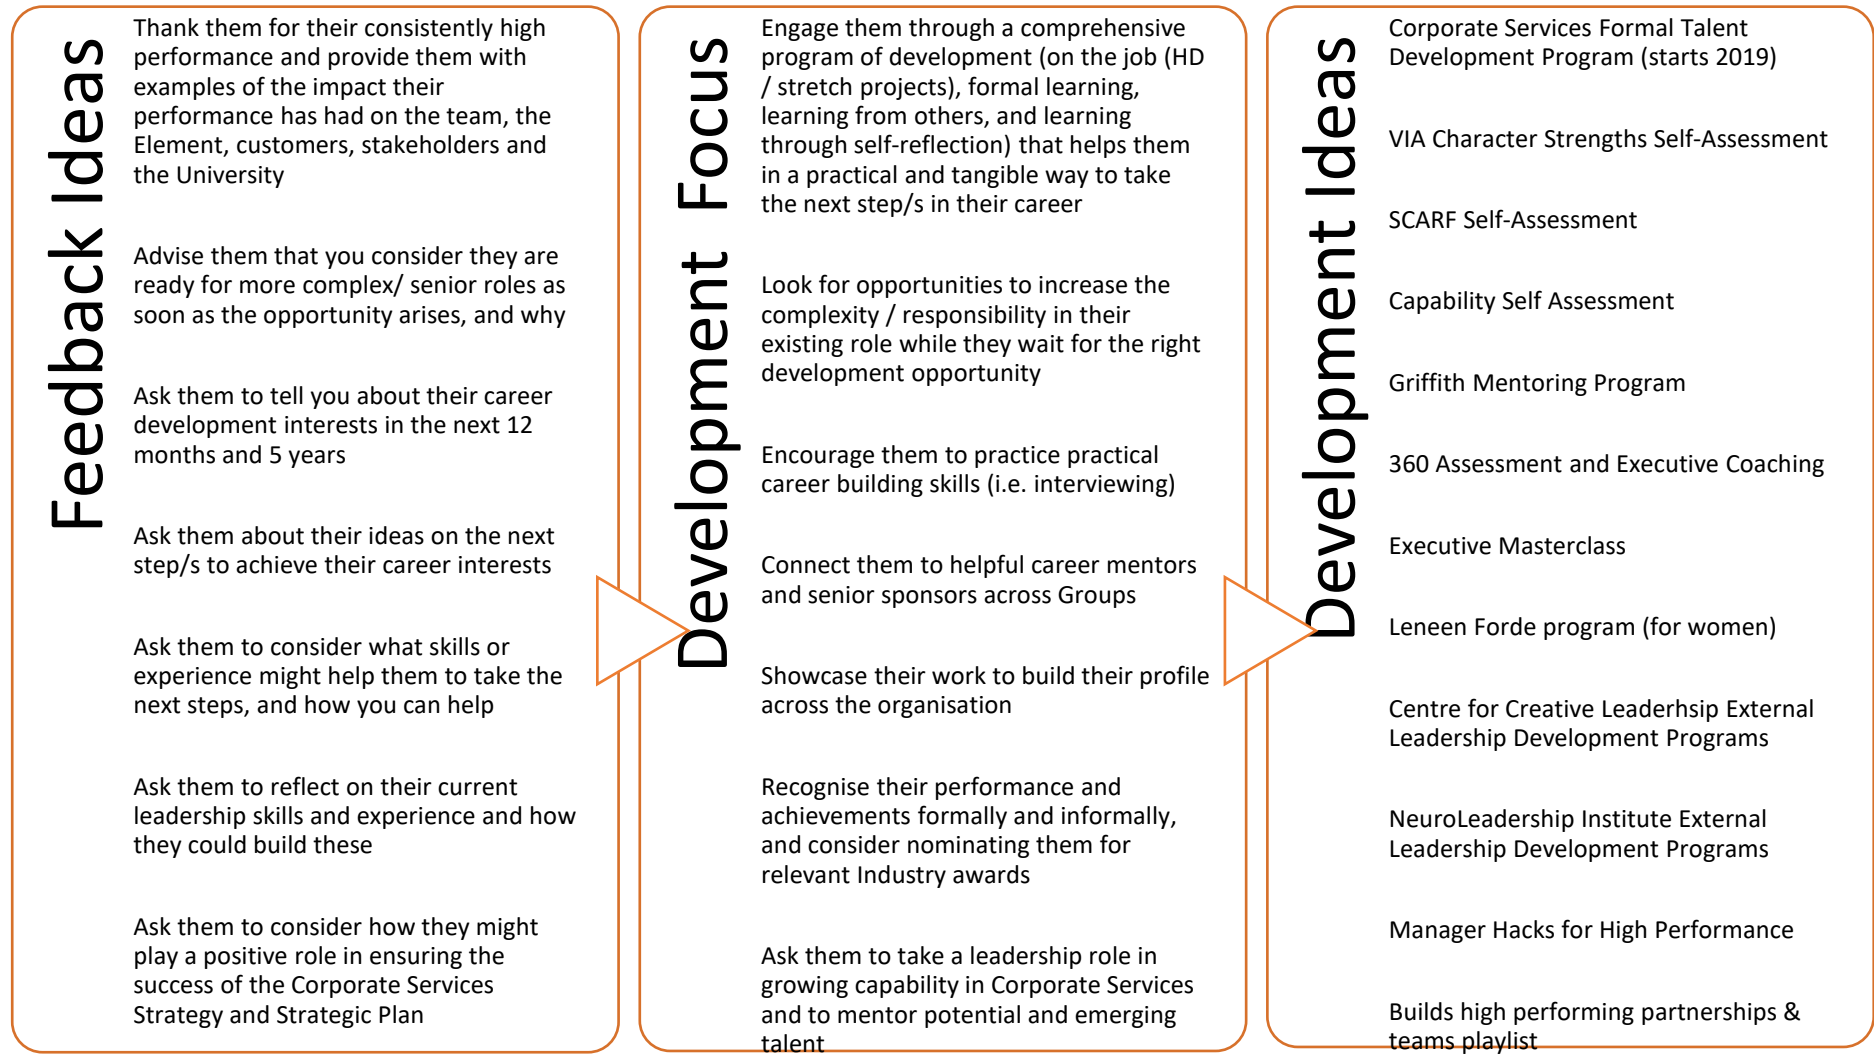 Feedback Ideas
Thank them for their consistently high
performance and provide them with
examples of the impact their
performance has had on the team, the
Element, customers, stakeholders and
the University
Advise them that you consider they are
ready for more complex/ senior roles as
soon as the opportunity arises, and why
Ask them to tell you about their career
development interests in the next 12
months and 5 years
Ask them about their ideas on the next
step/s to achieve their career interests
Ask them to consider what skills or
experience might help them to take the
next steps, and how you can help
Ask them to reflect on their current
leadership skills and experience and how
they could build these
Ask them to consider how they might
play a positive role in ensuring the
success of the Corporate Services
Strategy and Strategic Plan
Development Focus
Engage them through a comprehensive
program of development (on the job (HD
/ stretch projects), formal learning,
learning from others, and learning
through self-reflection) that helps them
in a practical and tangible way to take
the next step/s in their career
Look for opportunities to increase the
complexity / responsibility in their
existing role while they wait for the right
development opportunity
Encourage them to practice practical
career building skills (i.e. interviewing)
Connect them to helpful career mentors
and senior sponsors across Groups
Showcase their work to build their profile
across the organisation
Recognise their performance and
achievements formally and informally,
and consider nominating them for
relevant Industry awards
Ask them to take a leadership role in
growing capability in Corporate Services
and to mentor potential and emerging
talent
Development Ideas
Corporate Services Formal Talent
Development Program (starts 2019)
VIA Character Strengths Self-Assessment
SCARF Self-Assessment
Capability Self Assessment
Griffith Mentoring Program
360 Assessment and Executive Coaching
Executive Masterclass
Leneen Forde program (for women)
Centre for Creative Leaderhsip External
Leadership Development Programs
NeuroLeadership Institute External
Leadership Development Programs
Manager Hacks for High Performance
Builds high performing partnerships &
teams playlist